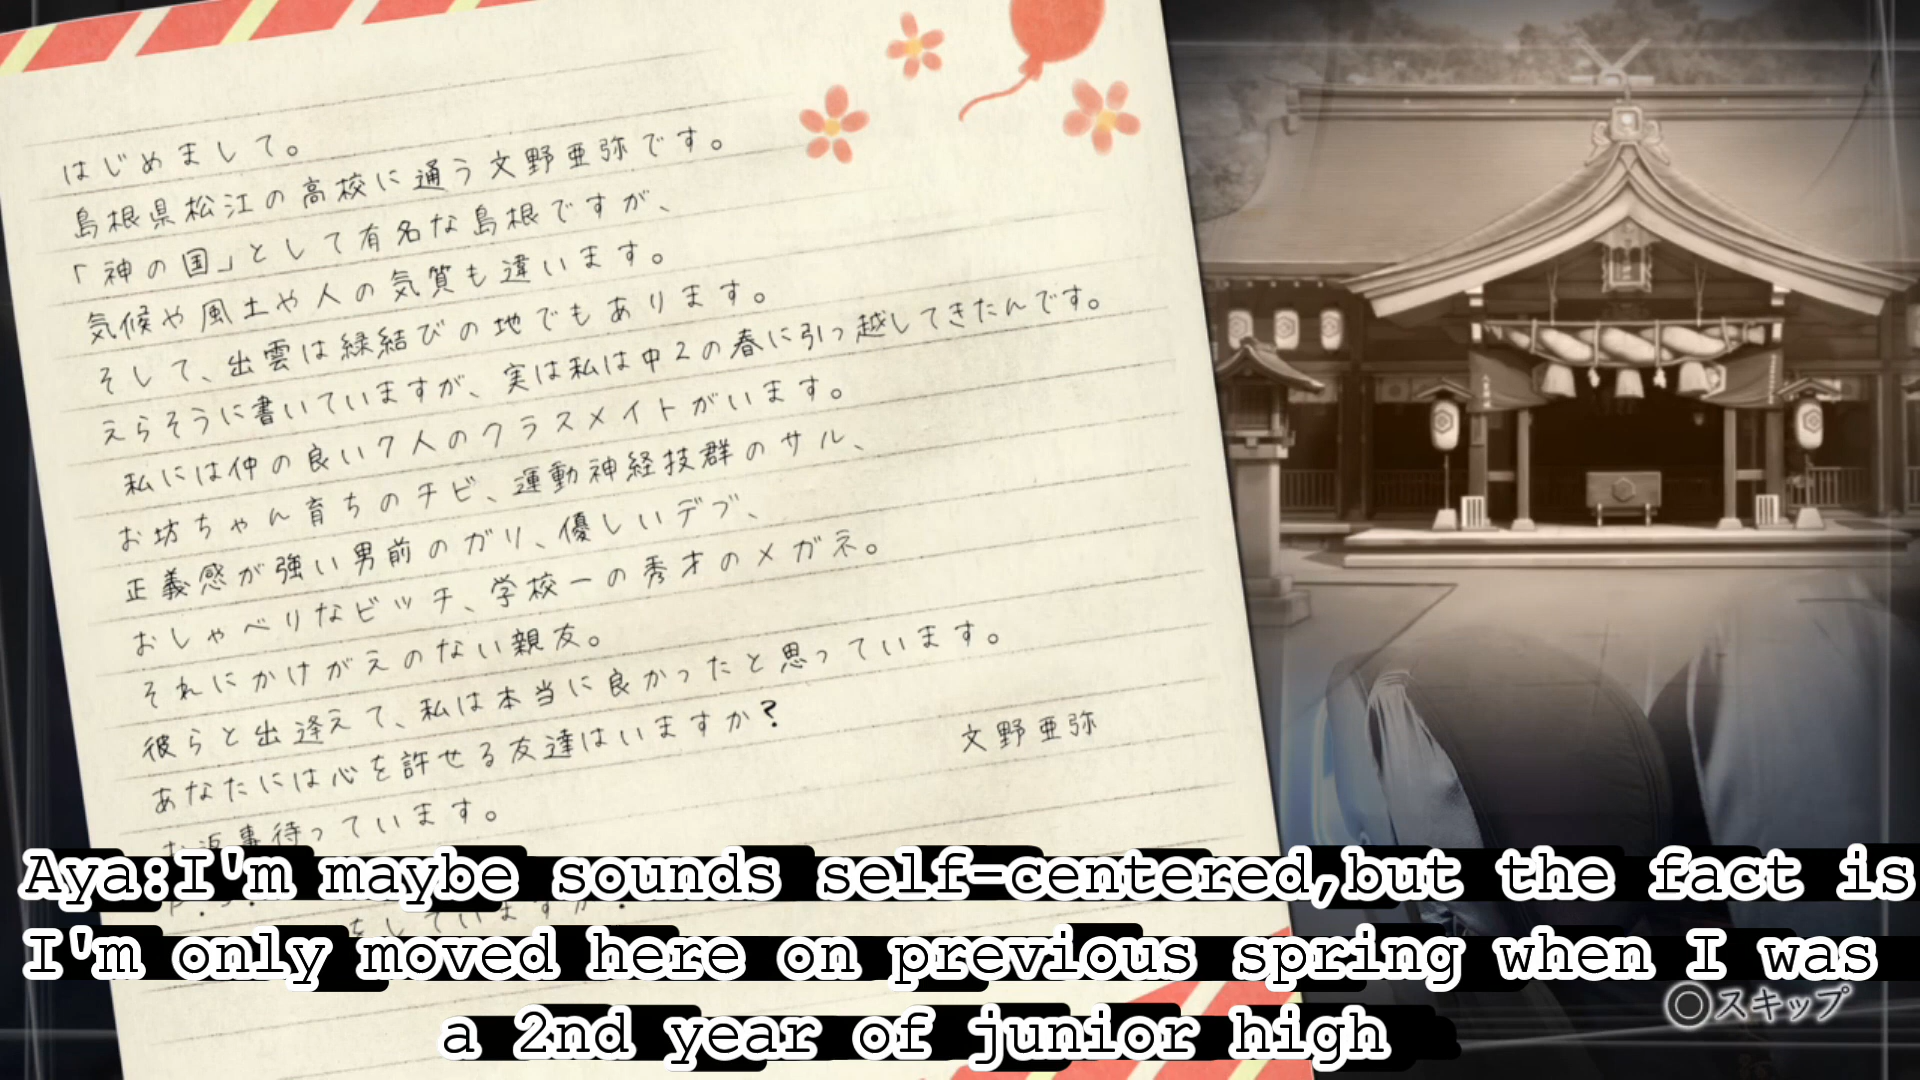 はじめまして。
島根県松江の高校に通う文野亜弥です。
「神の国」として有名な島根ですが、
気候や風土や人の気質も違います。
そして、出雲は縁結びの地でもあります。
えらそうに書いていますが、実は私は中2の春に引っ越してきたんです。
私には仲の良い7人のクラスメイトがいます。
お坊ちゃん育ちのチビ、運動神経技群のサル、
正義感が強い男前のガリ、優しいデブ、
おしゃべりなビッチ、学校一の秀才のメガネ。
それにかけがえのない親友。
彼らと出逢えて、私は本当に良かったと思っています。
あなたには心を許せる友達はいますか?
文野亜弥
お返事待っています。
をしていますか?
Aya:I'm maybe sounds self-centered,but the fact is
I'm only moved here on previous spring when I was
a 2nd year of junior high
スキップ